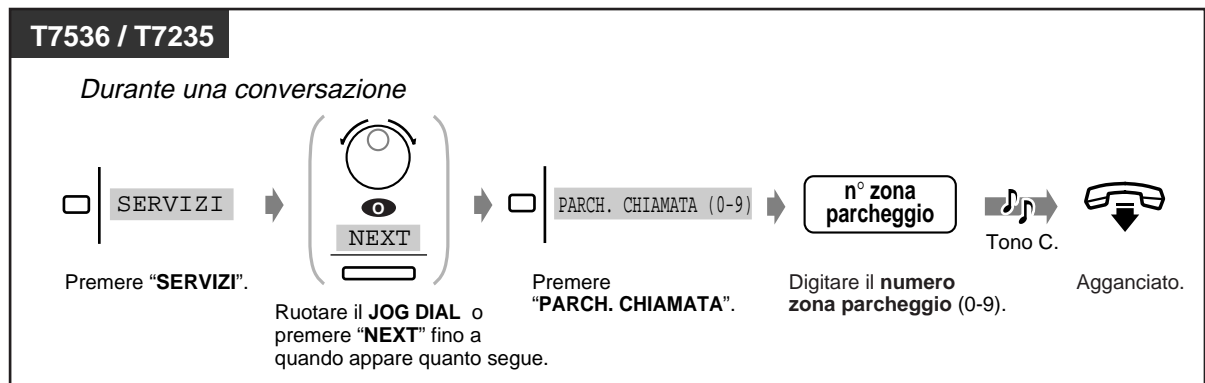 T7536 / T7235
Durante una conversazione
SERVIZI
O
NEXT
PARCH. CHIAMATA (0-9)
n° zona
parcheggio
Tono C.
Premere “SERVIZI”.
Ruotare il JOG DIAL o
premere “NEXT” fino a
quando appare quanto segue.
Premere
“PARCH. CHIAMATA”.
Digitare il numero
zona parcheggio (0-9).
Agganciato.